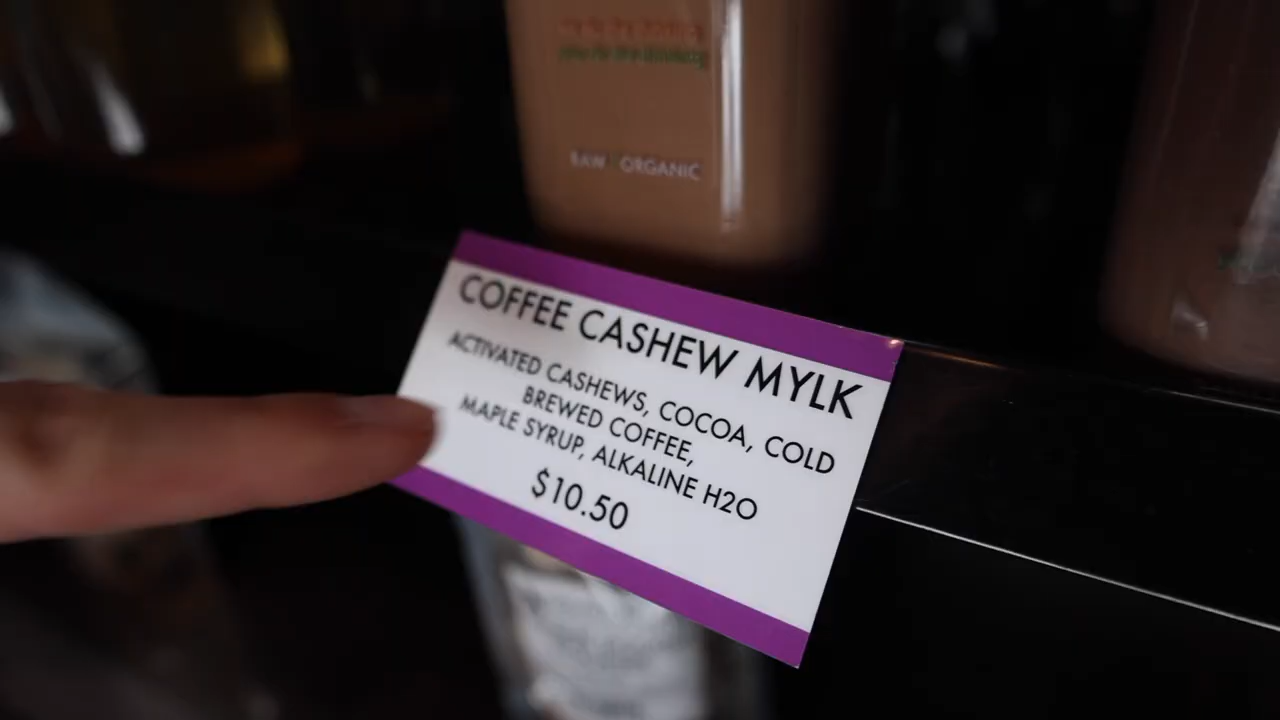 RAW ORGANIC
COFFEE CASHEW MYLK
ACTIVATED CASHEWS, COCOA, COLD
BREWED COFFEE,
MAPLE SYRUP, ALKALINE H2O
$10.50